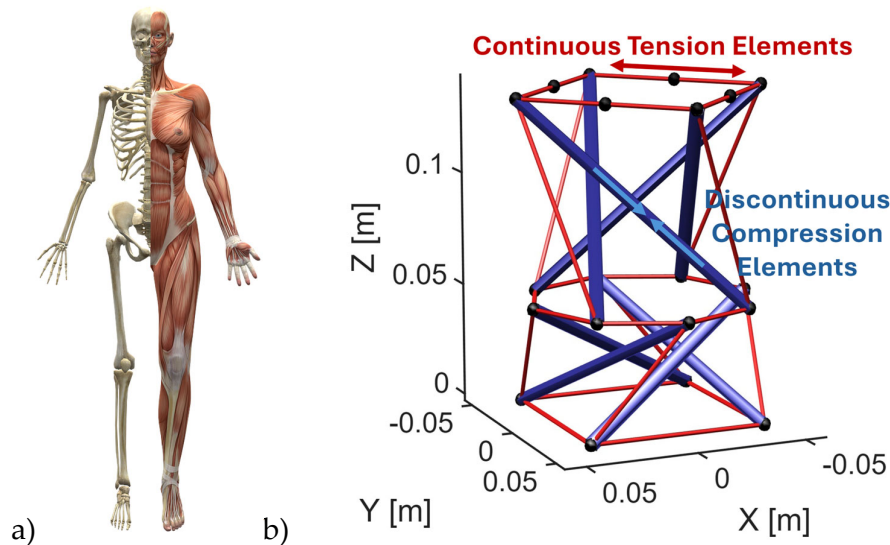 Continuous Tension Elements
0.1
Discontinuous
Compression
Elements
Z [m]
0.05
0
-0.05
0
0.05
Y [m]
0.05
0
-0.05
X [m]
a)
b)